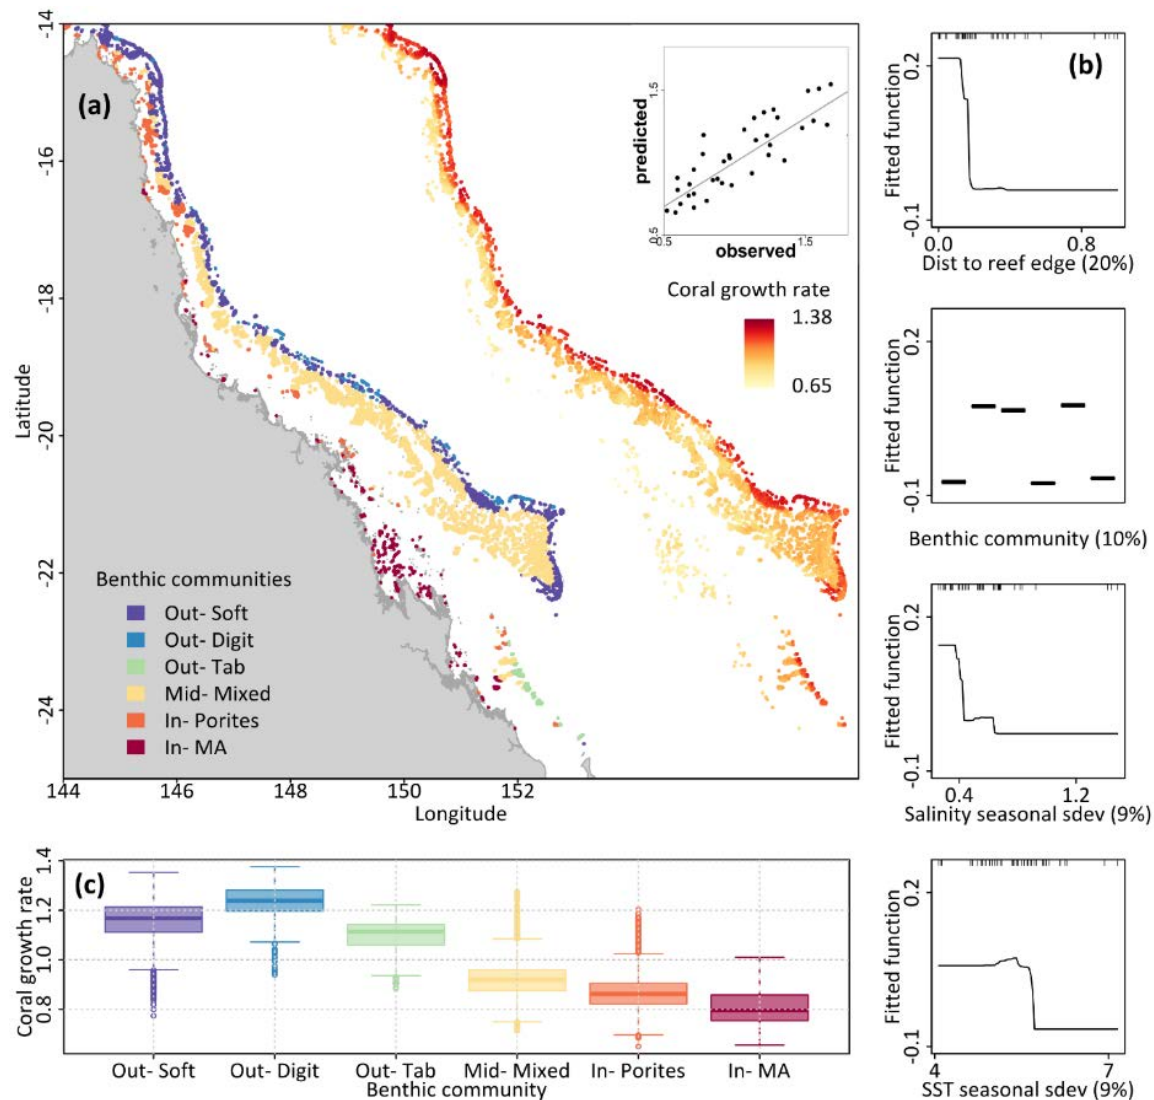 (a)
-14
-16
-18
-20
-22
-24
Latitude
144
146
148
150
152
Longitude
Benthic communities
Out- Soft
Out- Digit
Out- Tab
Mid- Mixed
In- Porites
In- MA
predicted
1.5
0.5
0.5
1.5
observed
Coral growth rate
1.38
0.65
(b)
Fitted function
0.2
-0.1
0.0
0.8
Dist to reef edge (20%)
Fitted function
0.2
-0.1
Benthic community (10%)
Fitted function
0.2
-0.1
0.4
1.2
Salinity seasonal sdev (9%)
Fitted function
0.2
-0.1
4
7
SST seasonal sdev (9%)
(c)
Coral growth rate
1.4
1.2
1.0
0.8
Out- Soft
Out- Digit
Out- Tab
Mid- Mixed
In- Porites
In- MA
Benthic community